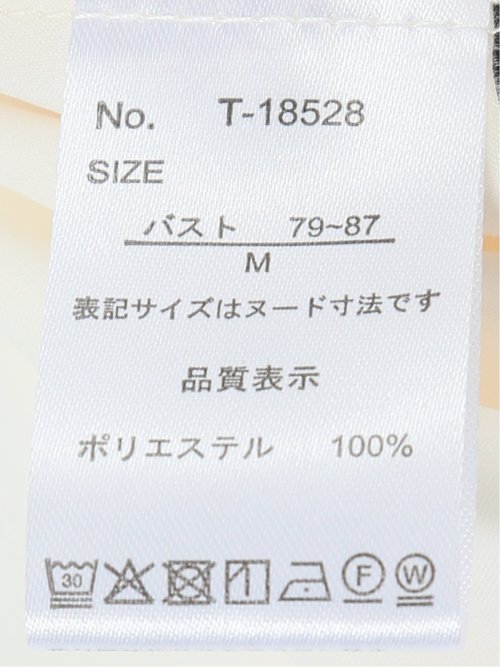 No. T-18528
SIZE
バスト 79~87
M
表記サイズはヌード寸法です
品質表示
ポリエステル 100%
30 F W